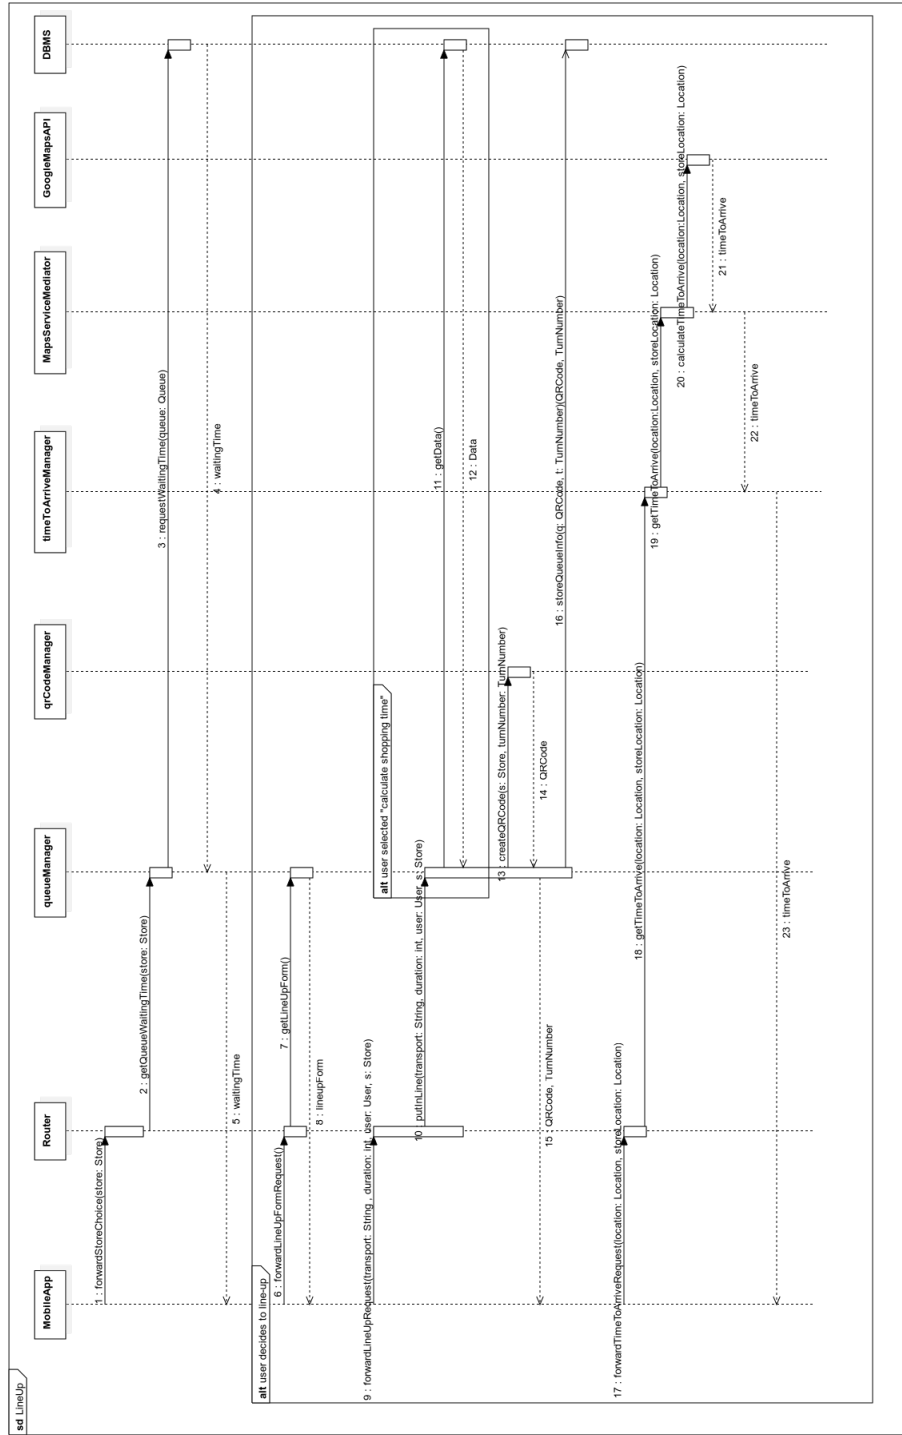 sd LineUp
MobileApp
Router
queueManager
qrCodeManager
timeToArriveManager
MapsServiceMediator
GoogleMapsAPI
DBMS
1 : forwardStoreChoice(store: Store)
2 : getQueueWaitingTime(store: Store)
3 : requestWaitingTime(queue: Queue)
4 : waitingTime
5 : waitingTime
alt user decides to line-up
6 : forwardLineUpFormRequest()
7 : getLineUpForm()
8 : lineupForm
9 : forwardLineUpRequest(transport: String , duration: int, user: User, s: Store)
alt user selected "calculate shopping time"
10 : putInLine(transport: String, duration: int, user: User, s: Store)
11 : getData()
12 : Data
13 : createQRCode(s: Store, turnNumber: TurnNumber)
14 : QRCode
15 : QRCode, TurnNumber
16 : storeQueueInfo(q: QRCode, t: TurnNumber)(QRCode, TurnNumber)
17 : forwardTimeToArriveRequest(location: Location, storeLocation: Location)
18 : getTimeToArrive(location: Location, storeLocation: Location)
19 : getTimeToArrive(location:Location, storeLocation: Location)
20 : calculateTimeToArrive(location:Location, storeLocation: Location)
21 : timeToArrive
22 : timeToArrive
23 : timeToArrive